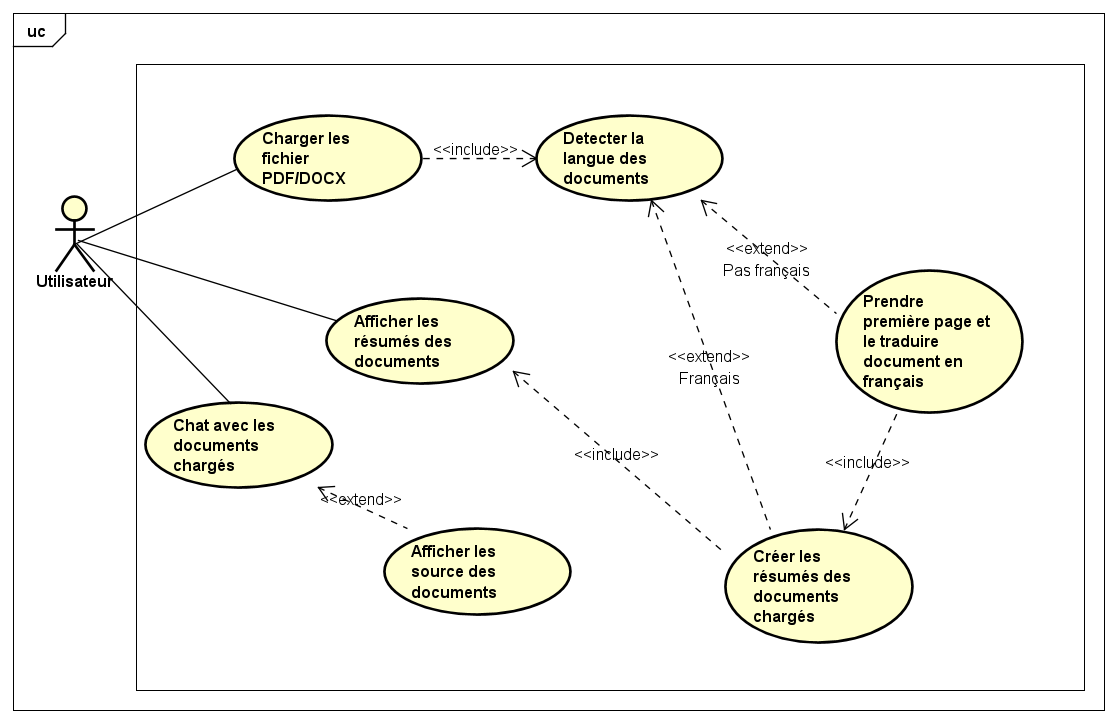 uc
Charger les
fichier
PDF/DOCX
<<include>>
Detecter la
langue des
documents
Utilisateur
<<extend>>
Pas français
Prendre
première page et
le traduire
document en
français
Afficher les
résumés des
documents
<<extend>>
Français
Chat avec les
documents
chargés
<<include>>
<<include>>
<<extend>>
Afficher les
source des
documents
Créer les
résumés des
documents
chargés